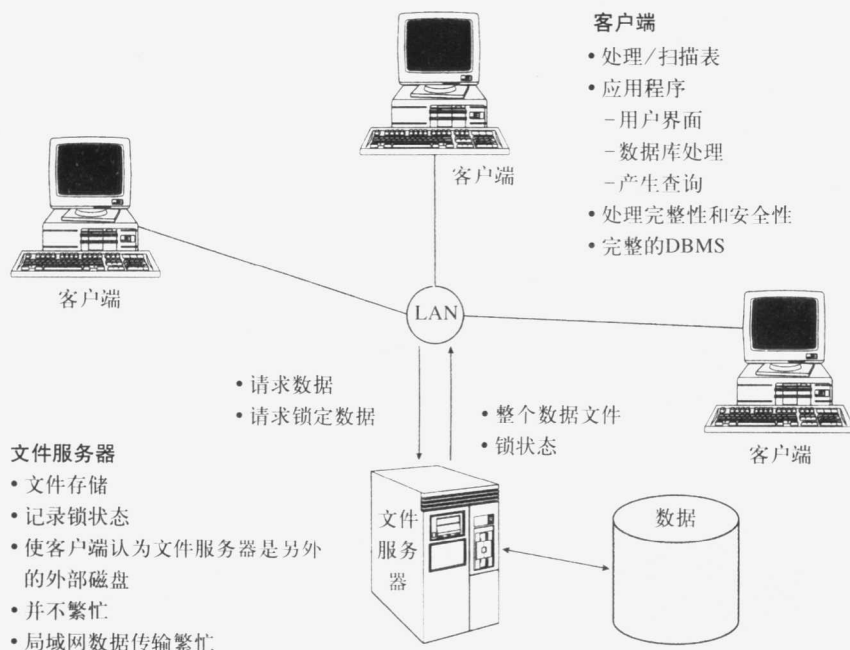 客户端
• 处理/扫描表
• 应用程序
-用户界面
-数据库处理
-产生查询
• 处理完整性和安全性
• 完整的DBMS
客户端
客户端
LAN
客户端
• 请求数据
• 请求锁定数据
• 整个数据文件
• 锁状态
文件服务器
• 文件存储
• 记录锁状态
• 使客户端认为文件服务器是另外
的外部磁盘
• 并不繁忙
• 局域网数据传输繁忙
文件
服务
器
数据